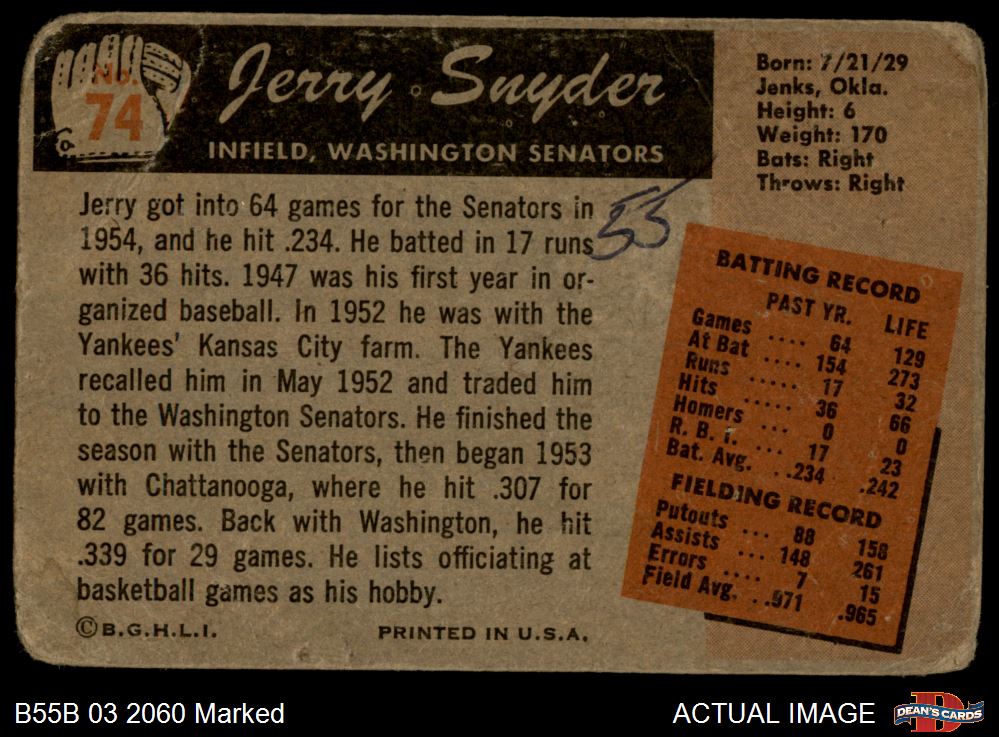 No.
74
Jerry Snyder
INFIELD, WASHINGTON SENATORS
Born: 7/21/29
Jenks, Okla.
Height: 6
Weight: 170
Bats: Right
Throws: Right
Jerry got into 64 games for the Senators in
1954, and he hit .234. He batted in 17 runs
with 36 hits. 1947 was his first year in or-
ganized baseball. In 1952 he was with the
Yankees' Kansas City farm. The Yankees
recalled him in May 1952 and traded him
to the Washington Senators. He finished the
season with the Senators, then began 1953
with Chattanooga, where he hit .307 for
82 games. Back with Washington, he hit
.339 for 29 games. He lists officiating at
basketball games as his hobby.
55
BATTING RECORD
PAST YR. LIFE
Games .... 64 129
At Bat .... 154 273
Runs ..... 17 32
Hits ..... 36 66
Homers ... 0 0
R. B. I. ... 17 23
Bat. Avg. ..234 .242
FIELDING RECORD
Putouts ... 88 158
Assists ... 148 261
Errors .... 7 15
Field Avg. ..971 .965
©B.G.H.L.I. PRINTED IN U.S.A.
B55B 03 2060 Marked
ACTUAL IMAGE
DEAN'S CARDS